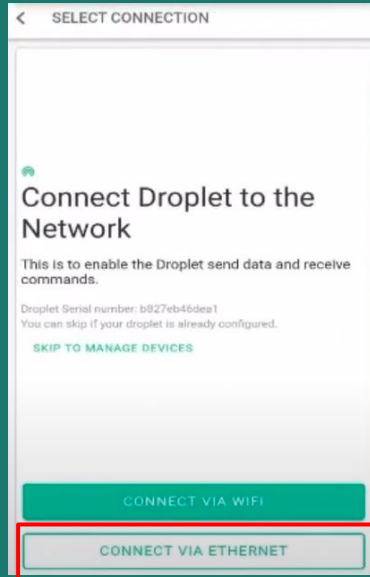 SELECT CONNECTION
Connect Droplet to the
Network
This is to enable the Droplet send data and receive
commands.
Droplet Serial number: b827eb46dea1
You can skip if your droplet is already configured.
SKIP TO MANAGE DEVICES
CONNECT VIA WIFI
CONNECT VIA ETHERNET